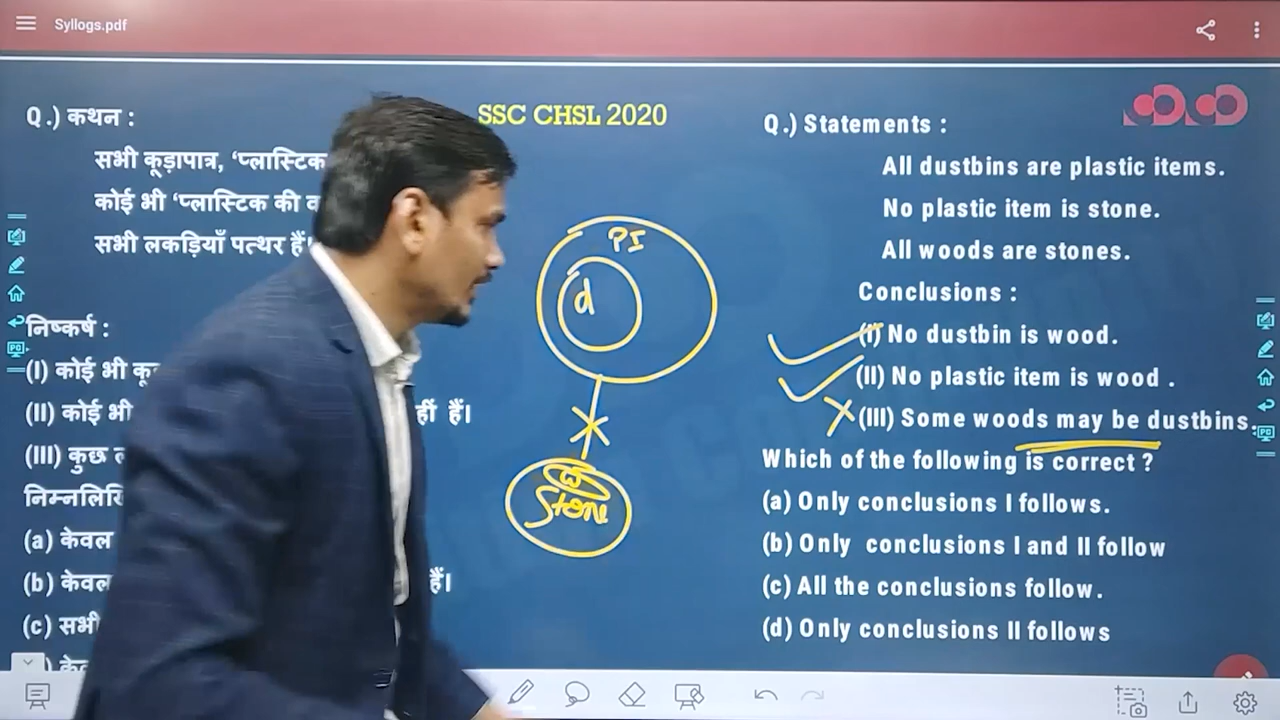 Syllogs.pdf
SSC CHSL 2020
Q.) कथन :
सभी कूड़ापात्र, ‘प्लास्टिक
कोई भी ‘प्लास्टिक की
सभी लकड़ियाँ पत्थर हैं
निष्कर्ष :
(I) कोई भी
(II) कोई भी हीं हैं।
(III) कुछ
(a) केवल
(b) केवल हैं।
(c) सभी
PI
d
Stone
Q.) Statements :
All dustbins are plastic items.
No plastic item is stone.
All woods are stones.
Conclusions :
(I) No dustbin is wood.
(II) No plastic item is wood .
(III) Some woods may be dustbins.
Which of the following is correct ?
(a) Only conclusions I follows.
(b) Only conclusions I and II follow
(c) All the conclusions follow.
(d) Only conclusions II follows